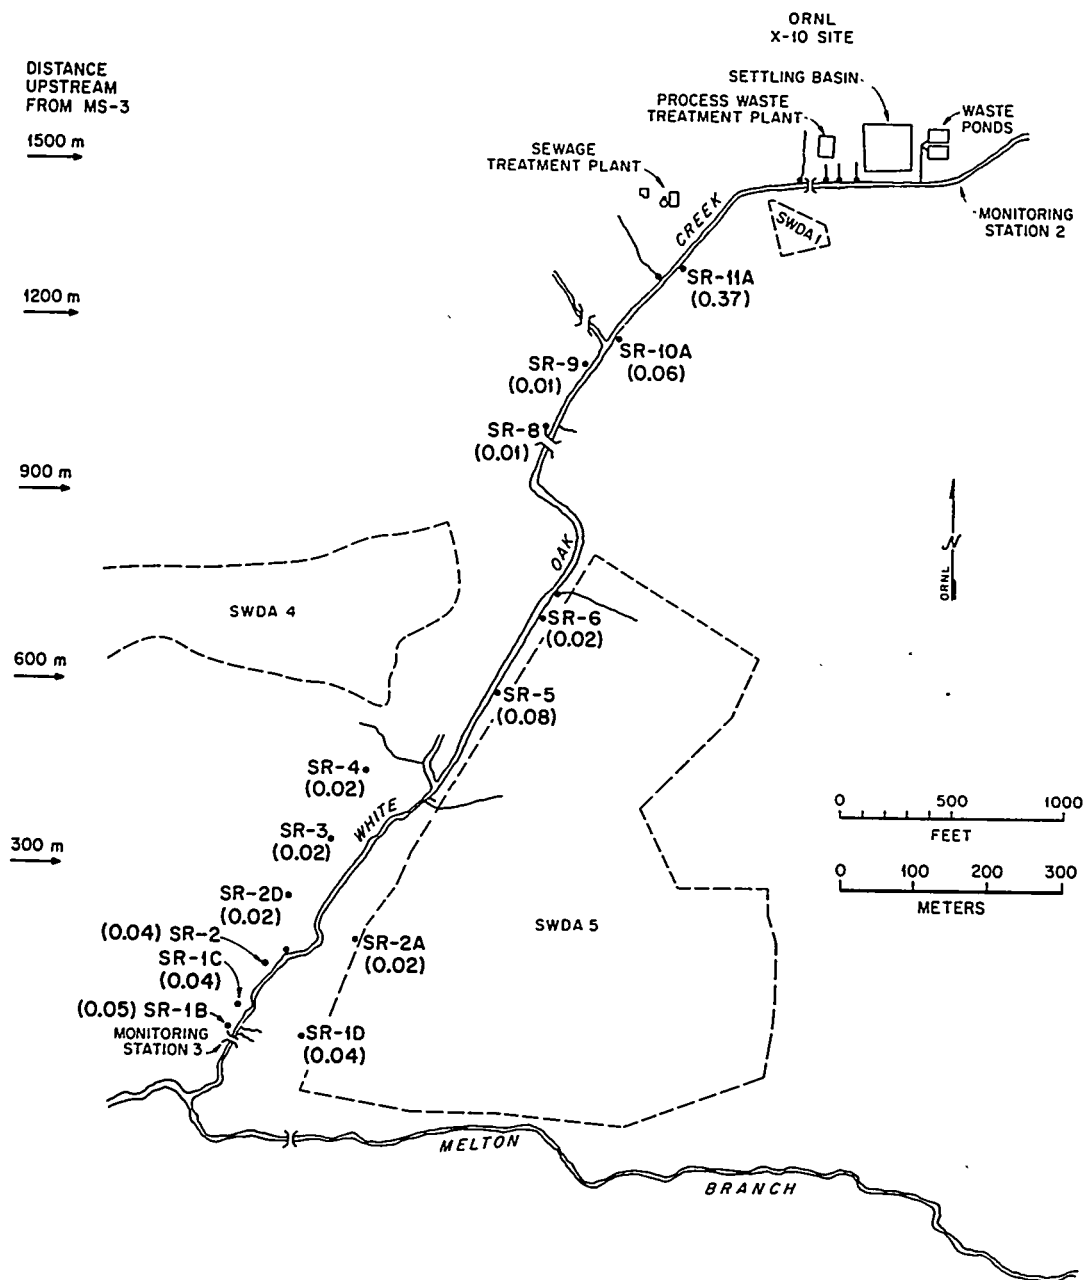 ORNL
X-10 SITE
DISTANCE
UPSTREAM
FROM MS-3
SETTLING BASIN
PROCESS WASTE
TREATMENT PLANT
WASTE
PONDS
1500 m
SEWAGE
TREATMENT PLANT
CREEK
SWDA 1
MONITORING
STATION 2
SR-11A
(0.37)
1200 m
SR-10A
(0.06)
SR-9
(0.01)
SR-8
(0.01)
900 m
OAK
N
ORNL
SWDA 4
SR-6
(0.02)
600 m
SR-5
(0.08)
SR-4
(0.02)
WHITE
0 500 1000
FEET
SR-3
(0.02)
300 m
0 100 200 300
METERS
SR-2D
(0.02)
SWDA 5
(0.04) SR-2
SR-2A
(0.02)
SR-1C
(0.04)
(0.05) SR-1B
MONITORING
STATION 3
SR-1D
(0.04)
MELTON
BRANCH